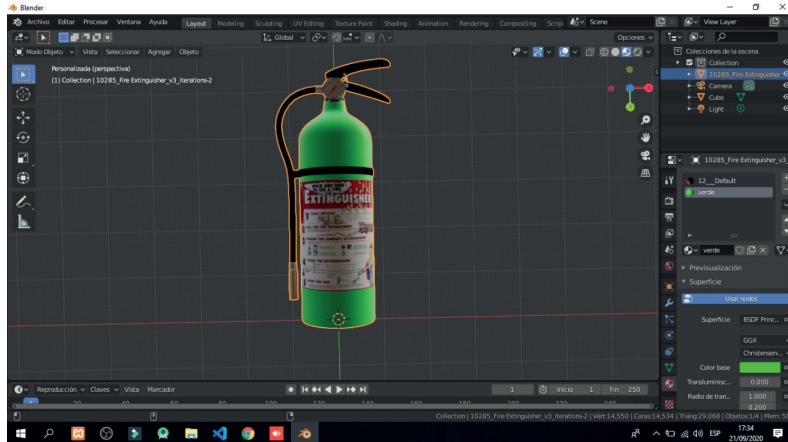 Blender
Archivo Editar Procesar Ventana Ayuda Layout Modeling Sculpting UV Editing Texture Paint Shading Animation Rendering Compositing Scrip Scene View Layer
Global Opciones
Modo Objeto Vista Seleccionar Agregar Objeto
Personalizada (perspectiva)
(1) Collection | 10285_Fire Extinguisher_v3_iterations-2
EXTINGUISHER
Colecciones de la escena
Collection
10285_Fire Extinguisher
Camera
Cube
Light
10285_Fire Extinguisher_v3_
12___Default
verde
verde
Previsualización
Superficie
Usar nodos
Superficie BSDF Princ...
GGX
Christensen-...
Color base
Transluminisc... 0.000
Radio de tran... 1.000
0.200
Reproducción Claves Vista Marcador 1 Inicio 1 Fin 250
Collection | 10285_Fire Extinguisher_v3_iterations-2 | Vért:14,550 | Caras:14,534 | Triáng:29,068 | Objetos:1/4 | Mem: 50
ESP
17:34
21/09/2020